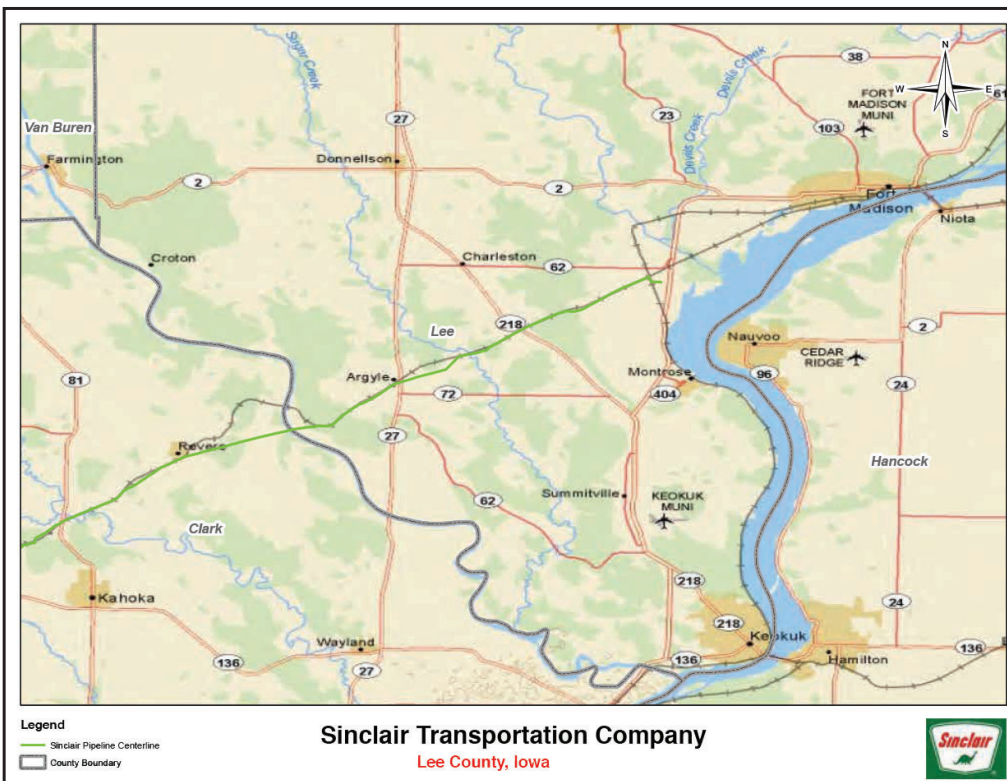 Sugar Creek
Devils Creek
Devils Creek
38
N
W
E
S
61
FORT
MADISON
MUNI
27
23
103
Van Buren
Farmington
Donnellson
2
2
Fort
Madison
Niota
Croton
Charleston
62
Lee
218
2
Nauvoo
CEDAR
RIDGE
Argyle
Montrose
96
81
72
404
24
27
Revere
Hancock
62
Summitville
KEOKUK
MUNI
Clark
218
Kahoka
24
218
Keokuk
Wayland
136
136
136
Hamilton
27
Legend
Sinclair Pipeline Centerline
County Boundary
Sinclair Transportation Company
Lee County, Iowa
Sinclair